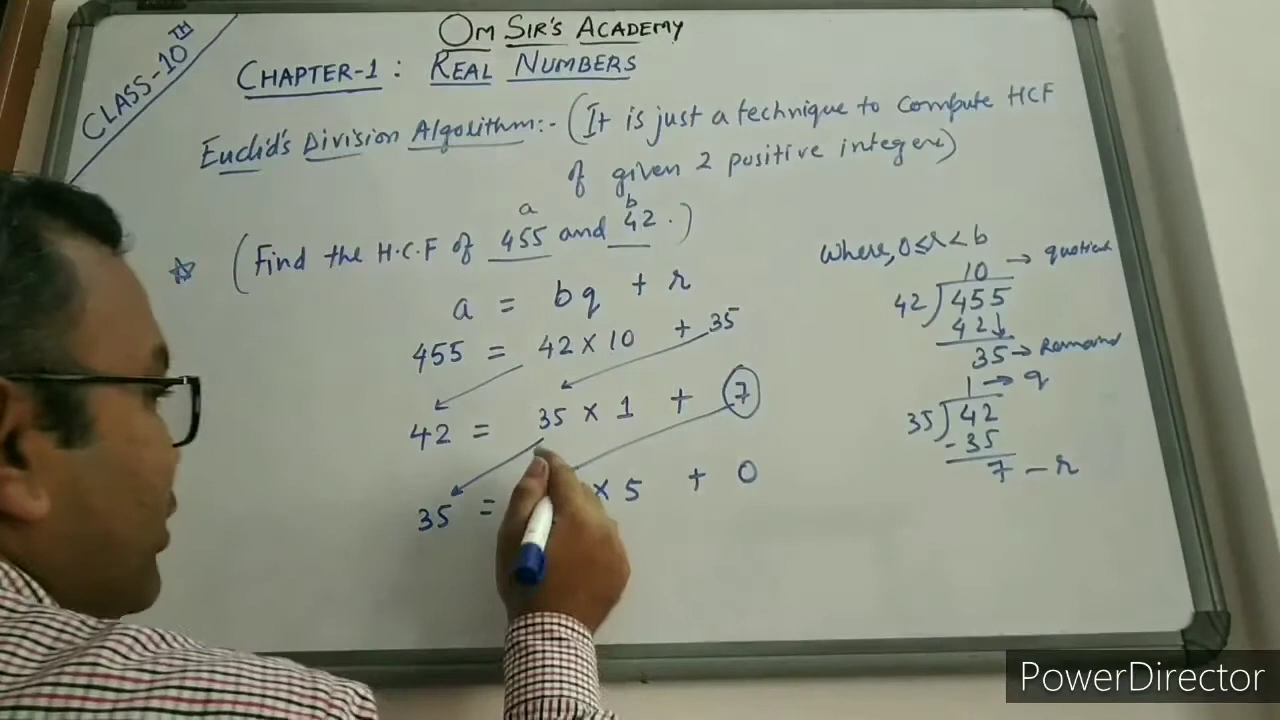 OM SIR'S ACADEMY
CLASS-10TH
CHAPTER-1: REAL NUMBERS
Euclid's Division Algorithm:- (It is just a technique to compute HCF
of given 2 positive integers)
a b
(Find the H.C.F of 455 and 42.)
a = bq + r
455 = 42 × 10 + 35
42 = 35 × 1 + 7
35 = × 5 + 0
Where, 0 ≤ r < b
10 →
42) 455
42↓
35 →
1 → q
35) 42
- 35
7 - r
PowerDirector